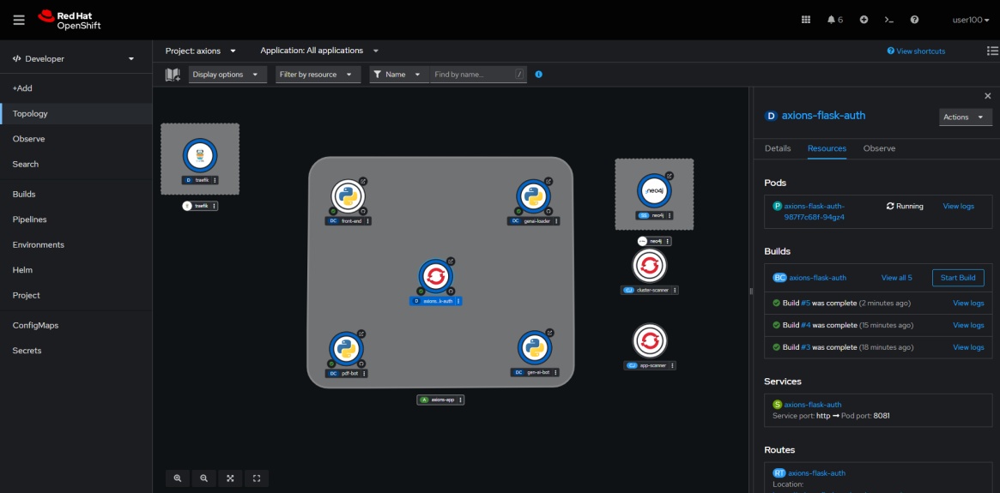 Red Hat
OpenShift
6
user100
Developer
+Add
Topology
Observe
Search
Builds
Pipelines
Environments
Helm
Project
ConfigMaps
Secrets
Project: axions
Application: All applications
View shortcuts
Display options
Filter by resource
Name
Find by name...
/
D traefik
T traefik
DC front-end
DC genai-loader
D axions...k-auth
DC pdf-bot
DC gen-ai-bot
A axions-app
neo4j
SS neo4j
neo4j
CJ cluster-scanner
CJ app-scanner
D axions-flask-auth
Actions
Details
Resources
Observe
Pods
P axions-flask-auth-
987f7c68f-94gz4
Running
View logs
Builds
BC axions-flask-auth
View all 5
Start Build
Build #5 was complete (2 minutes ago)
View logs
Build #4 was complete (15 minutes ago)
View logs
Build #3 was complete (18 minutes ago)
View logs
Services
S axions-flask-auth
Service port: http → Pod port: 8081
Routes
RT axions-flask-auth
Location: